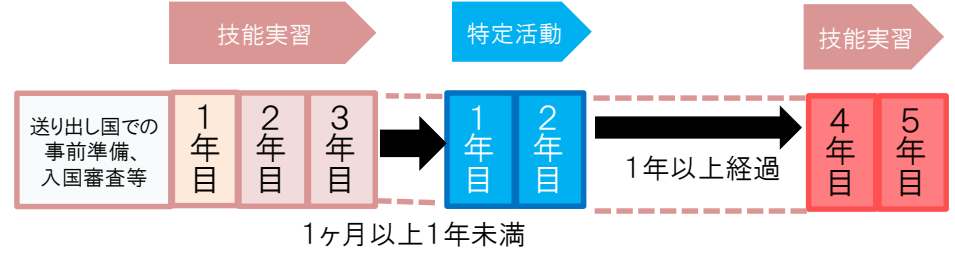 技能実習
特定活動
技能実習
送り出し国での
事前準備、
入国審査等
1年目
2年目
3年目
1年目
2年目
1年以上経過
4年目
5年目
1ヶ月以上1年未満